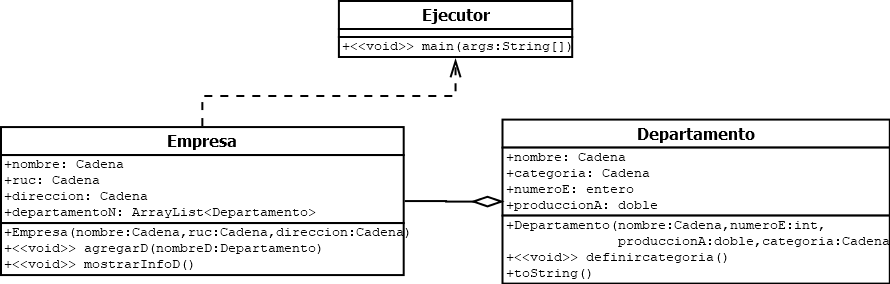 Ejecutor
+<<void>> main(args:String[])
Empresa
+nombre: Cadena
+ruc: Cadena
+direccion: Cadena
+departamentoN: ArrayList<Departamento>
+Empresa(nombre:Cadena,ruc:Cadena,direccion:Cadena)
+<<void>> agregarD(nombreD:Departamento)
+<<void>> mostrarInfoD()
Departamento
+nombre: Cadena
+categoria: Cadena
+numeroE: entero
+produccionA: doble
+Departamento(nombre:Cadena,numeroE:int,
produccionA:doble,categoria:Cadena
+<<void>> definircategoria()
+toString()